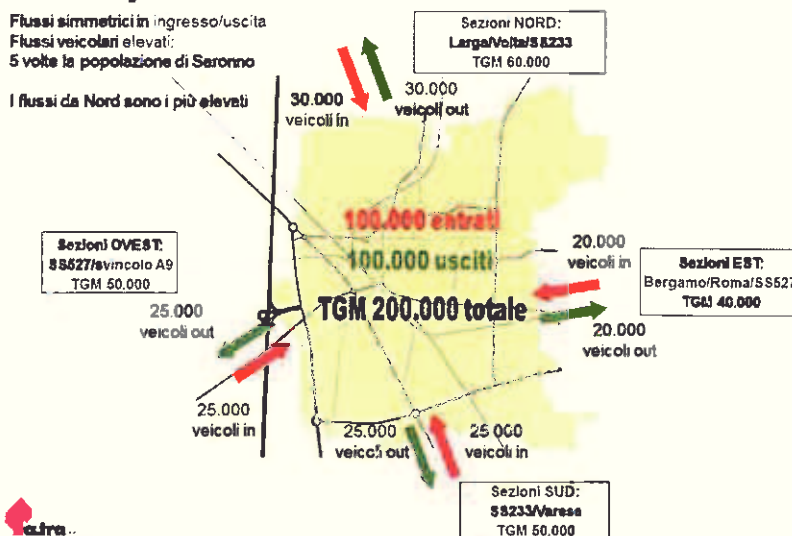 Flussi simmetrici in ingresso/uscita
Flussi veicolari elevati:
5 volte la popolazione di Saronno
I flussi da Nord sono i più elevati
Sezioni NORD:
Larga/Volta/SS233
TGM 60.000
30.000
veicoli in
30.000
veicoli out
100.000 entrati
100.000 usciti
TGM 200.000 totale
Sezioni OVEST:
SS527/svincolo A9
TGM 50.000
25.000
veicoli out
25.000
veicoli in
20.000
veicoli in
Sezioni EST:
Bergamo/Roma/SS527
TGM 40.000
20.000
veicoli out
25.000
veicoli out
25.000
veicoli in
Sezioni SUD:
SS233/Varese
TGM 50.000